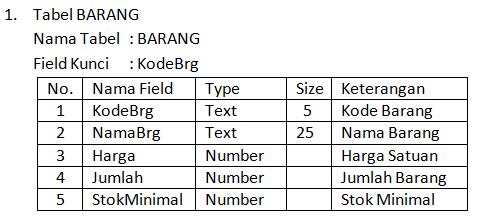 1. Tabel BARANG
Nama Tabel : BARANG
Field Kunci : KodeBrg
No. Nama Field Type Size Keterangan
1 KodeBrg Text 5 Kode Barang
2 NamaBrg Text 25 Nama Barang
3 Harga Number Harga Satuan
4 Jumlah Number Jumlah Barang
5 StokMinimal Number Stok Minimal